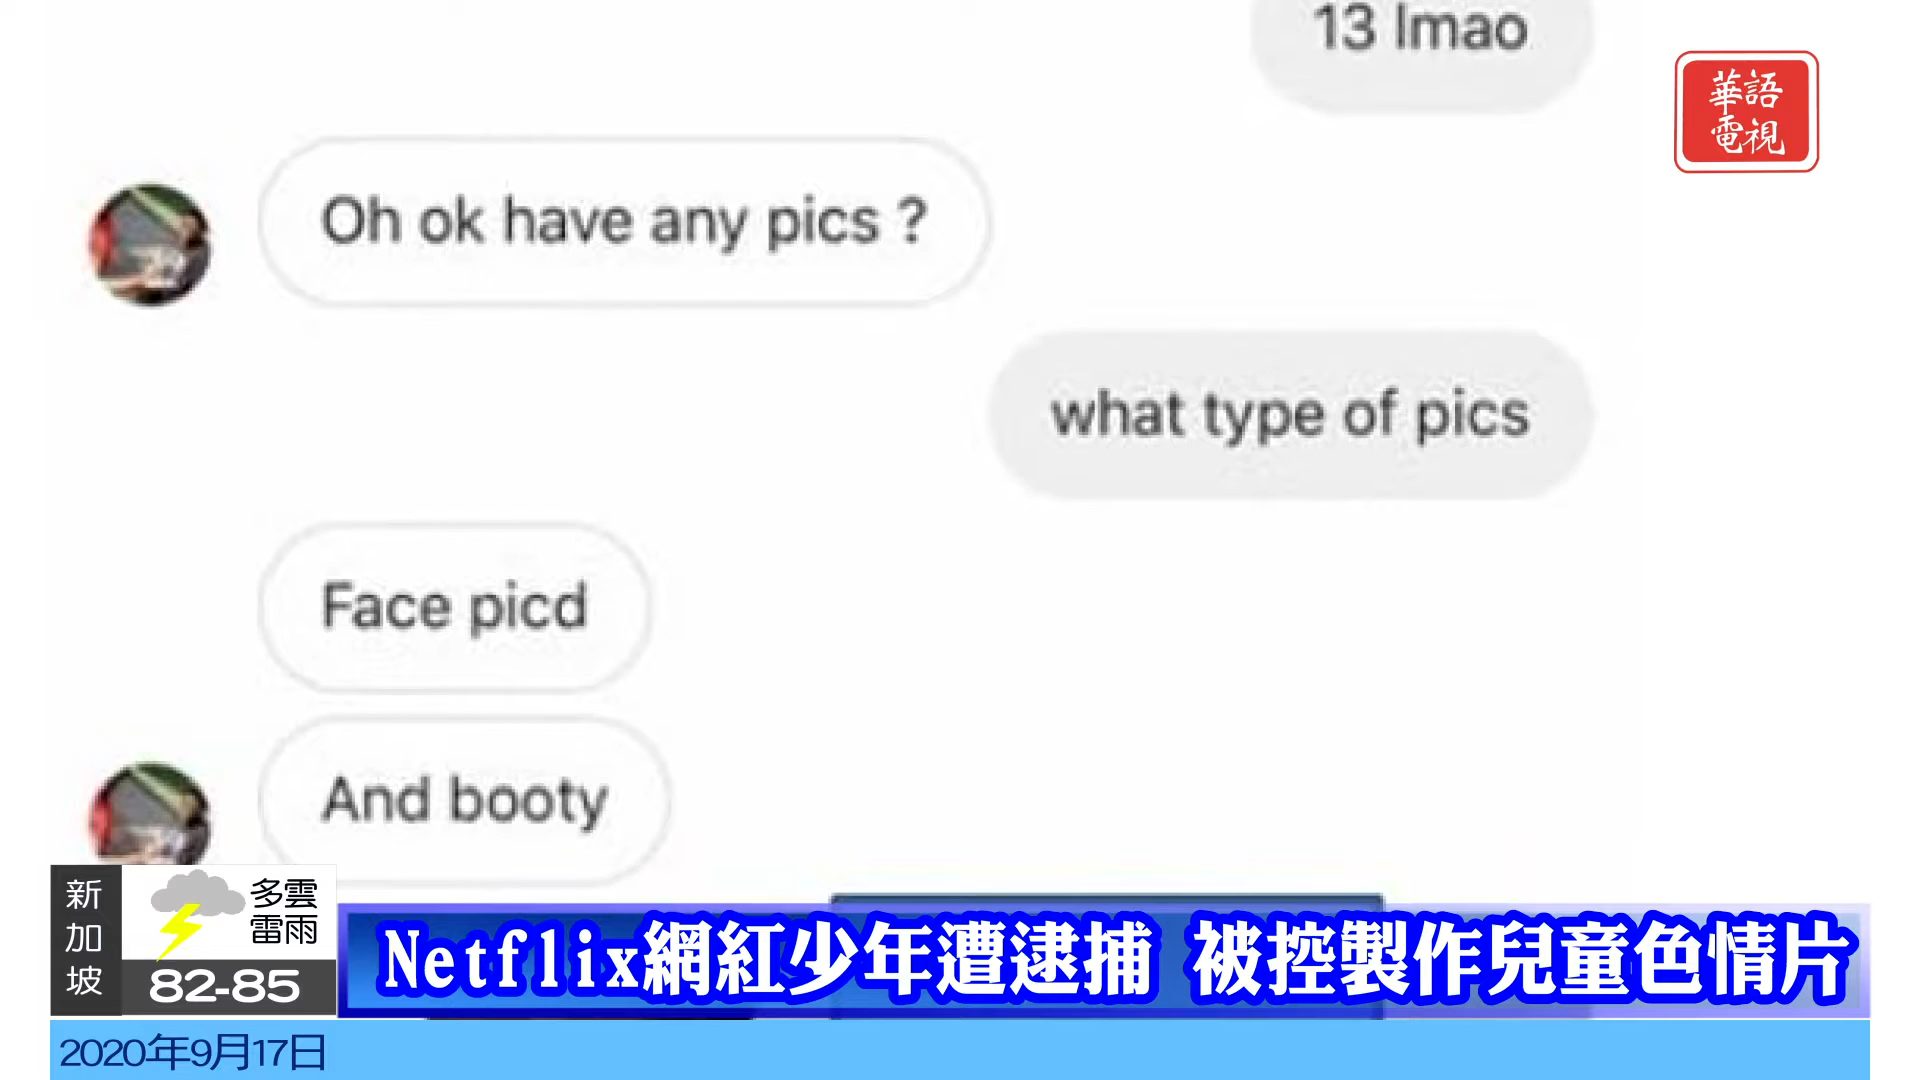 13 lmao
華語
電視
Oh ok have any pics ?
what type of pics
Face picd
And booty
新加坡
多雲
雷雨
82-85
Netflix網紅少年遭逮捕 被控製作兒童色情片
2020年9月17日